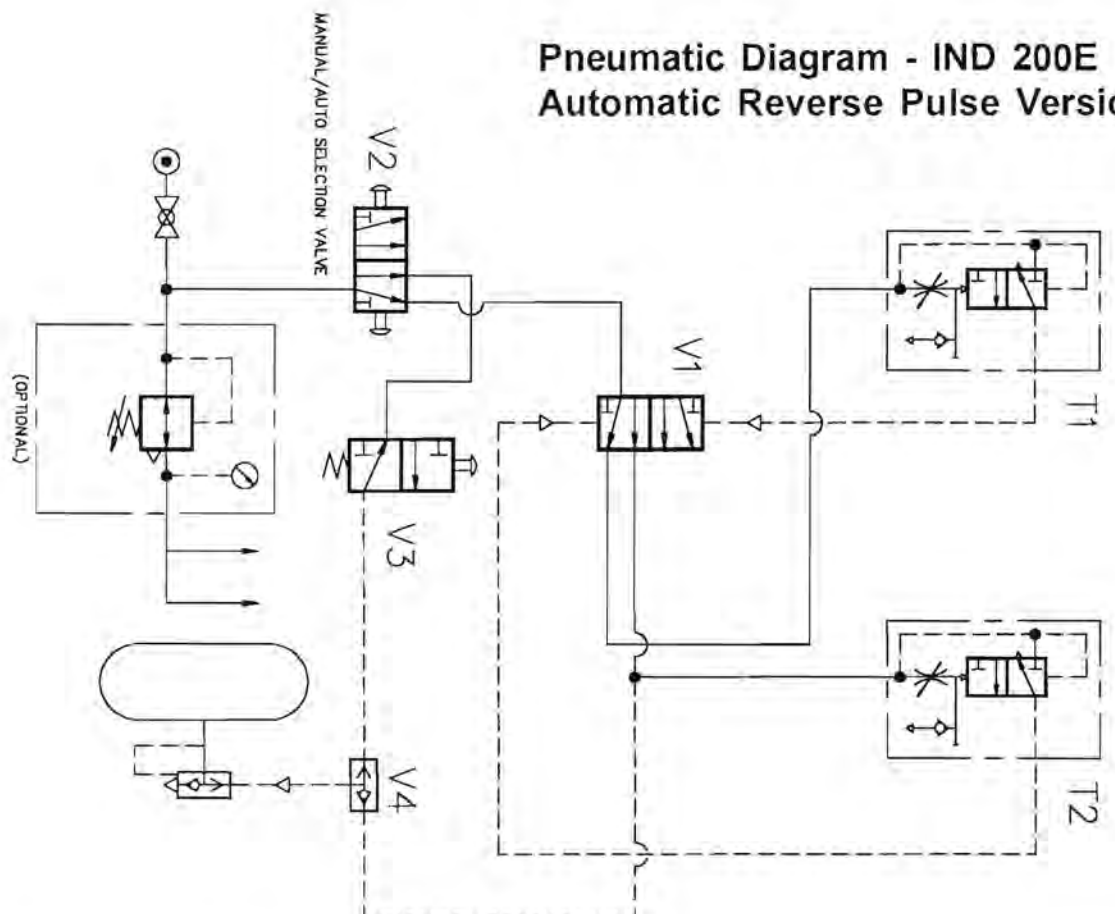 Pneumatic Diagram - IND 200E
Automatic Reverse Pulse Versio
MANUAL/AUTO SELECTION VALVE
V2
V1
T1
(OPTIONAL)
V3
V4
T2